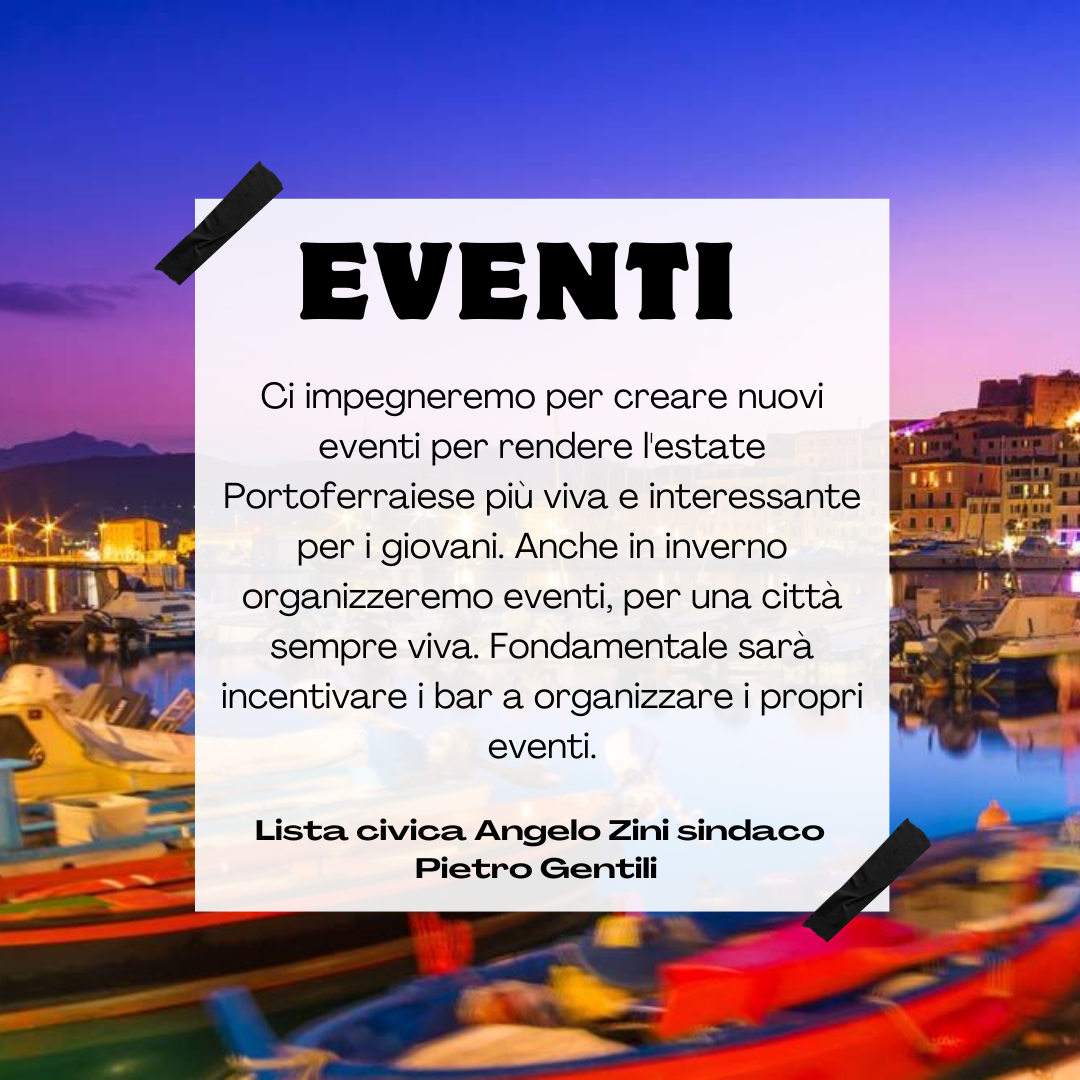 EVENTI
Ci impegneremo per creare nuovi
eventi per rendere l'estate
Portoferraiese più viva e interessante
per i giovani. Anche in inverno
organizzeremo eventi, per una città
sempre viva. Fondamentale sarà
incentivare i bar a organizzare i propri
eventi.
Lista civica Angelo Zini sindaco
Pietro Gentili